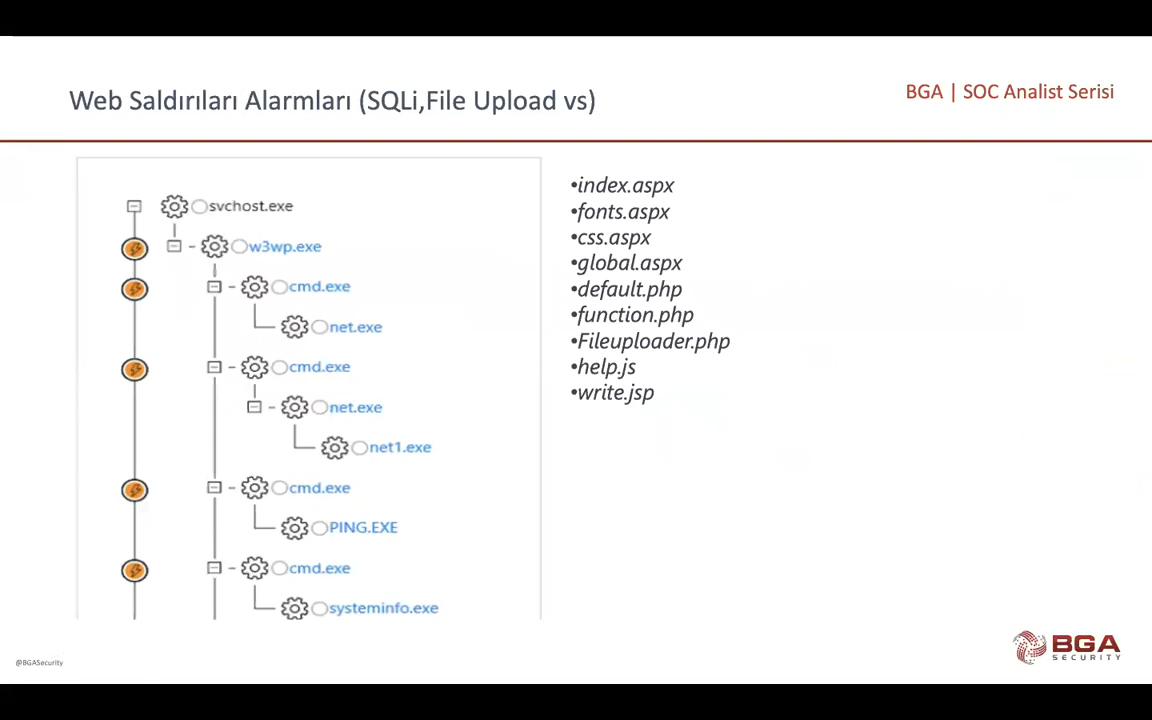 Web Saldırıları Alarmları (SQLi,File Upload vs)
BGA | SOC Analist Serisi
svchost.exe
w3wp.exe
cmd.exe
net.exe
cmd.exe
net.exe
net1.exe
cmd.exe
PING.EXE
cmd.exe
systeminfo.exe
•index.aspx
•fonts.aspx
•css.aspx
•global.aspx
•default.php
•function.php
•Fileuploader.php
•help.js
•write.jsp
@BGASecurity
BGA
SECURITY